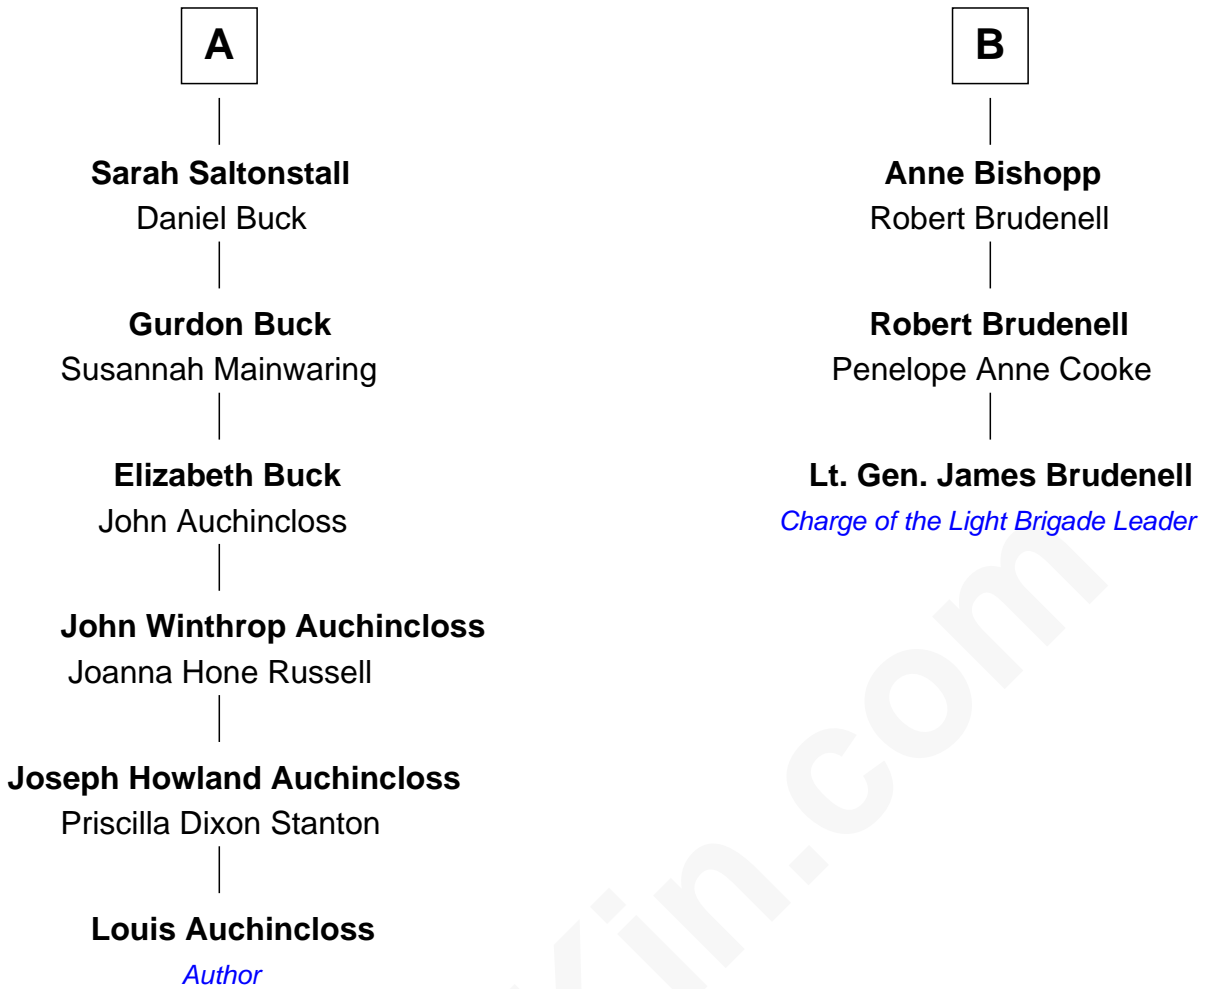 A
Sarah Saltonstall
Daniel Buck
Gurdon Buck
Susannah Mainwaring
Elizabeth Buck
John Auchincloss
John Winthrop Auchincloss
Joanna Hone Russell
Joseph Howland Auchincloss
Priscilla Dixon Stanton
Louis Auchincloss
Author
B
Anne Bishopp
Robert Brudenell
Robert Brudenell
Penelope Anne Cooke
Lt. Gen. James Brudenell
Charge of the Light Brigade Leader
Kin.com